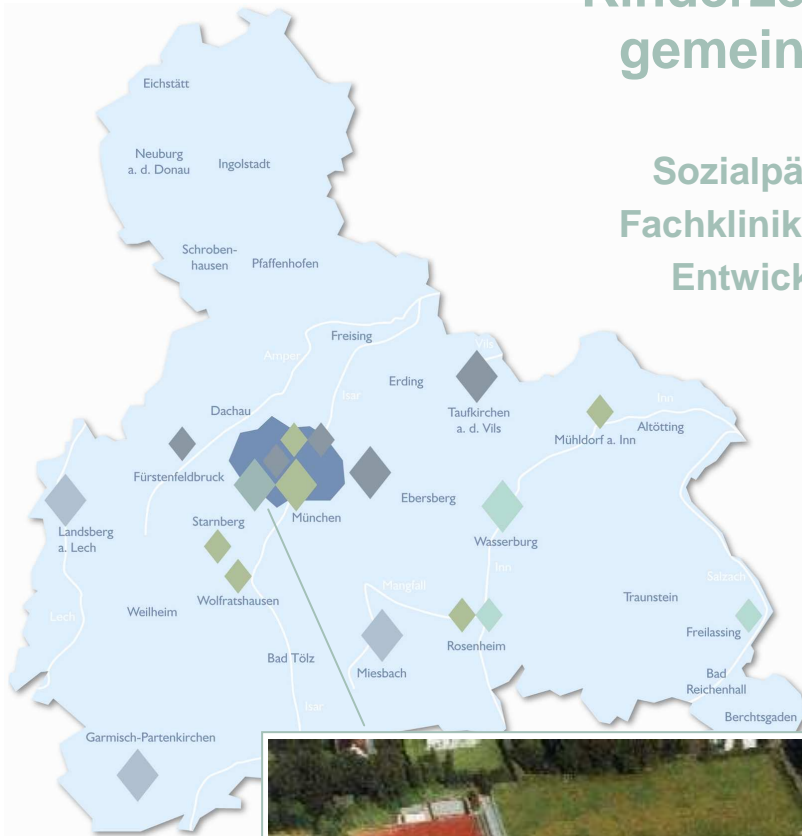 gemein
Sozialpä
Fachklinik
Entwick
Eichstätt
Neuburg
a. d. Donau
Ingolstadt
Schroben-
hausen
Pfaffenhofen
Freising
Amper
Isar
Vils
Erding
Dachau
Taufkirchen
a. d. Vils
Inn
Mühldorf a. Inn
Altötting
Fürstenfeldbruck
Ebersberg
Landsberg
a. Lech
Starnberg
München
Wasserburg
Inn
Mangfall
Salzach
Wolfratshausen
Weilheim
Lech
Traunstein
Freilassing
Rosenheim
Bad Tölz
Miesbach
Bad
Reichenhall
Isar
Berchtsgaden
Garmisch-Partenkirchen